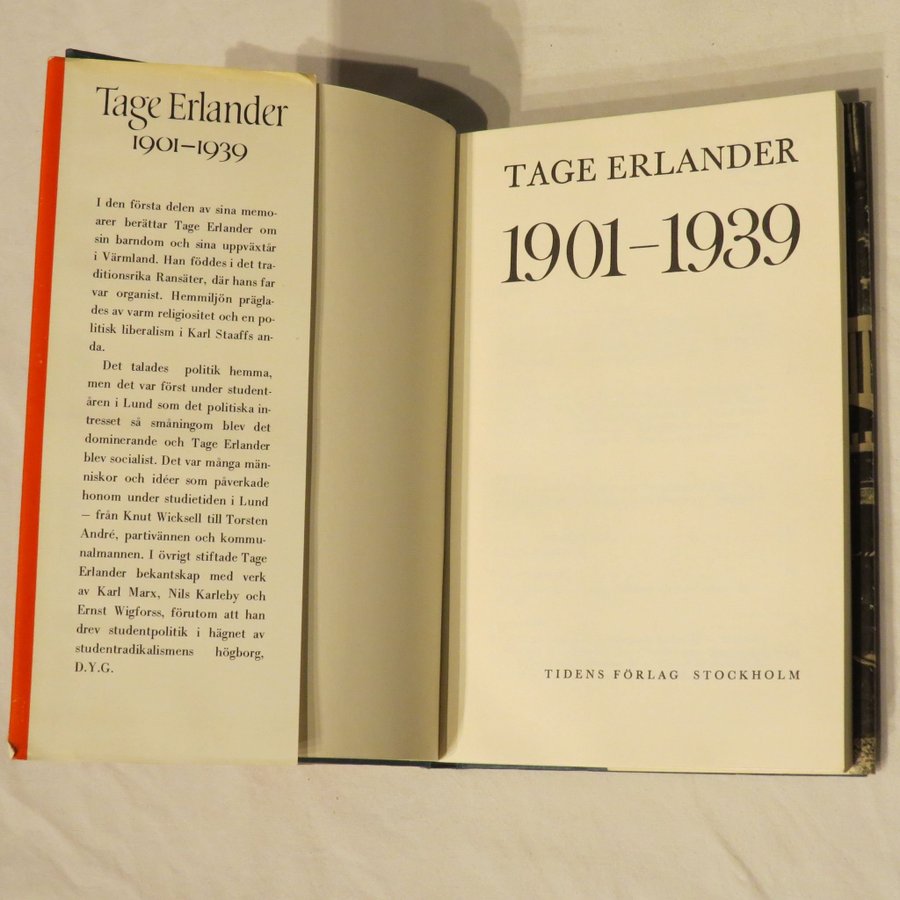 Tage Erlander
1901–1939
I den första delen av sina memo-
arer berättar Tage Erlander om
sin barndom och sina uppväxtår
i Värmland. Han föddes i det tra-
ditionsrika Ransäter, där hans far
var organist. Hemmiljön prägla-
des av varm religiositet och en po-
litisk liberalism i Karl Staaffs an-
da.
Det talades politik hemma,
men det var först under student-
åren i Lund som det politiska in-
tresset så småningom blev det
dominerande och Tage Erlander
blev socialist. Det var många män-
niskor och idéer som påverkade
honom under studietiden i Lund
— från Knut Wicksell till Torsten
André, partivännen och kommu-
nalmannen. I övrigt stiftade Tage
Erlander bekantskap med verk
av Karl Marx, Nils Karleby och
Ernst Wigforss, förutom att han
drev studentpolitik i hägnet av
studentradikalismens högborg,
D.Y.G.
TAGE ERLANDER
1901–1939
TIDENS FÖRLAG STOCKHOLM